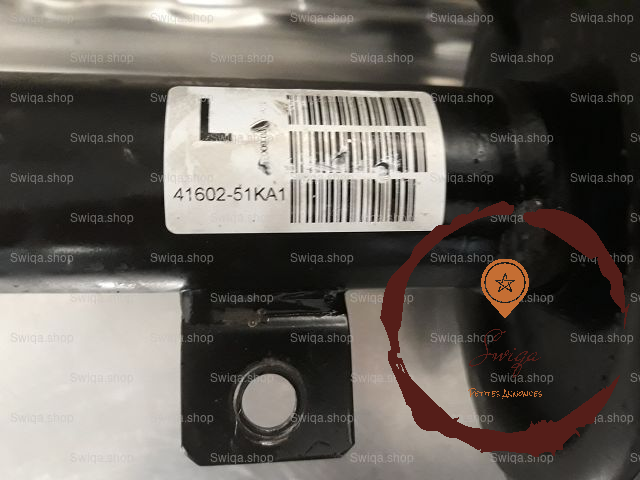 L
41602-51KA1
Swiqa
Petites Annonces
Swiqa.shop